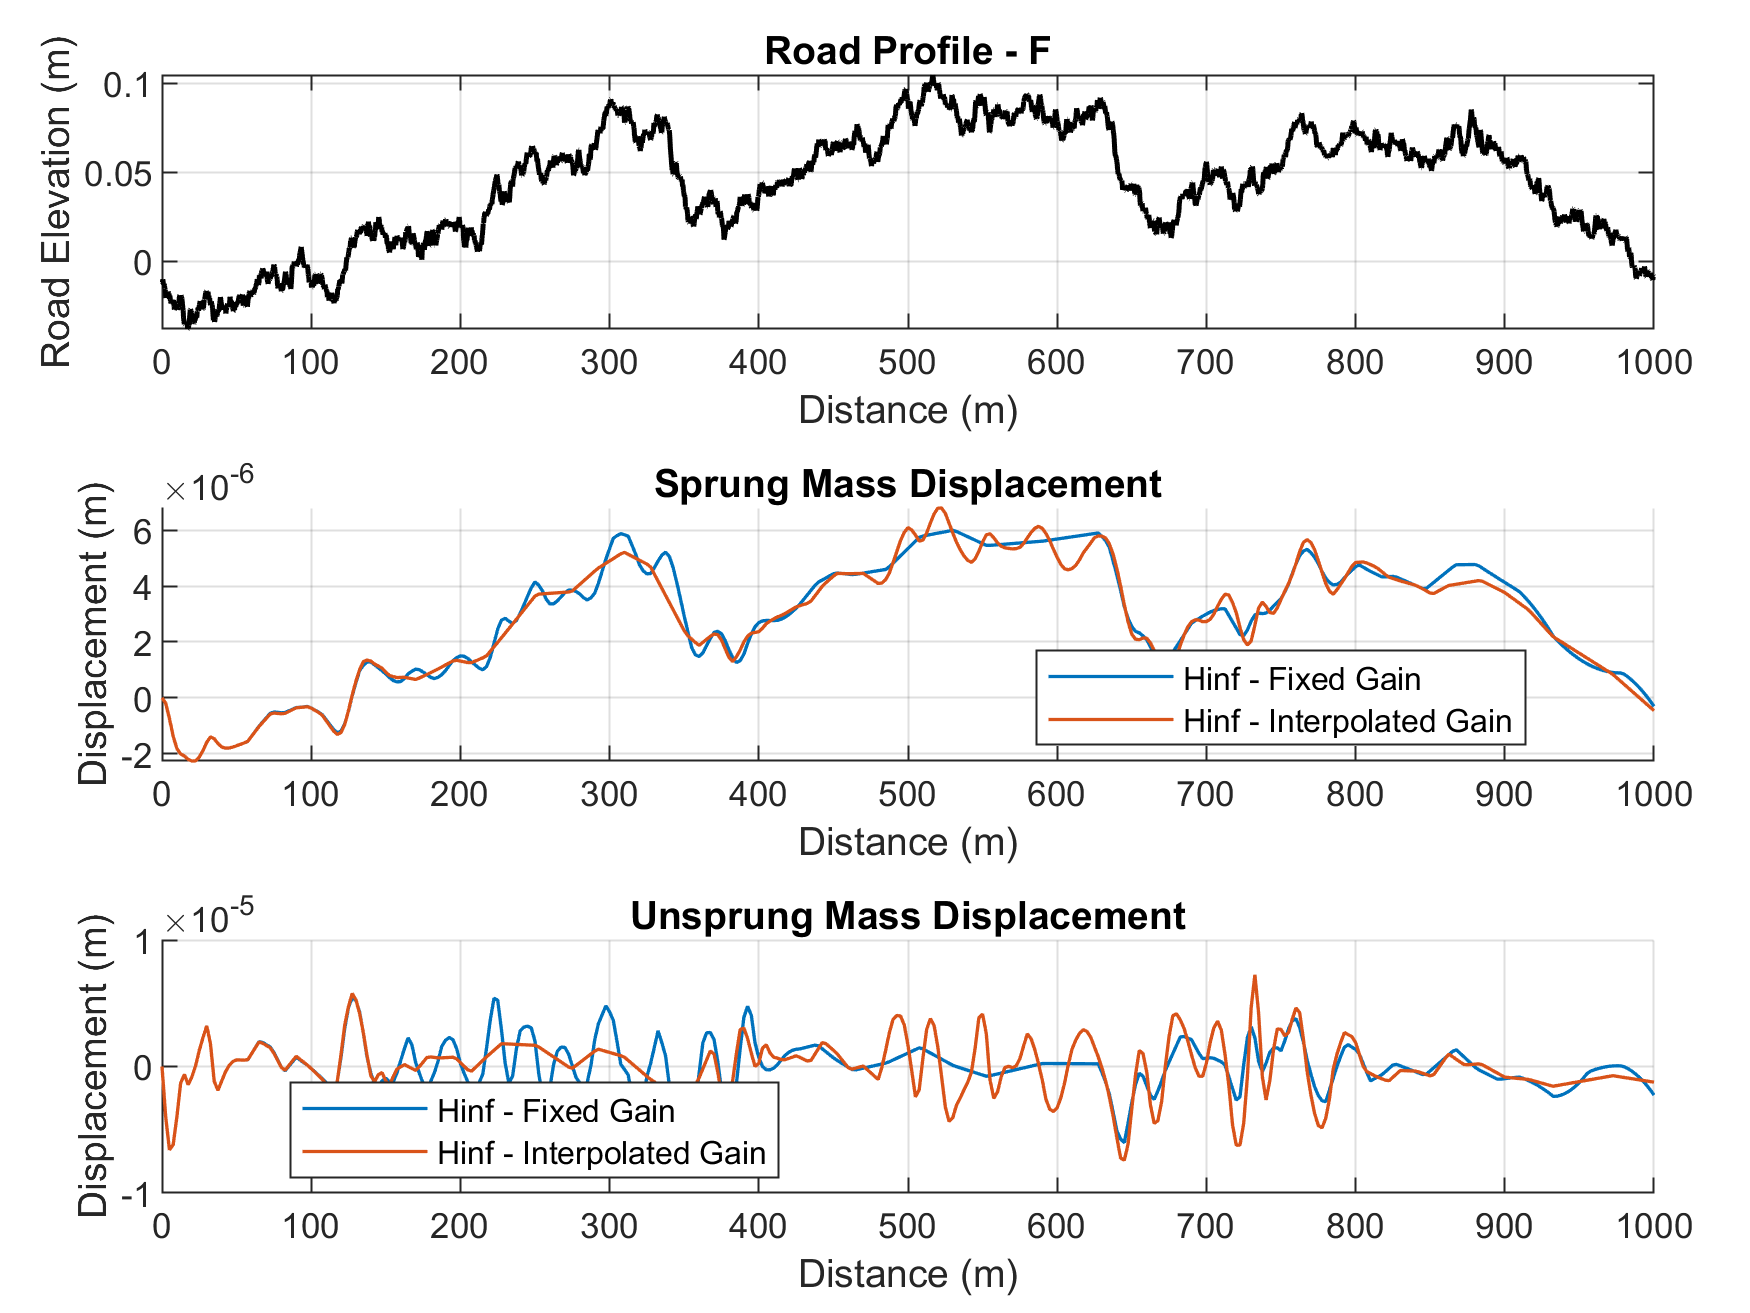 Road Profile - F
Road Elevation (m)
0.1
0.05
0
0 100 200 300 400 500 600 700 800 900 1000
Distance (m)
×10-6
Sprung Mass Displacement
Displacement (m)
6
4
2
0
-2
Hinf - Fixed Gain
Hinf - Interpolated Gain
0 100 200 300 400 500 600 700 800 900 1000
Distance (m)
×10-5
Unsprung Mass Displacement
Displacement (m)
1
0
-1
Hinf - Fixed Gain
Hinf - Interpolated Gain
0 100 200 300 400 500 600 700 800 900 1000
Distance (m)